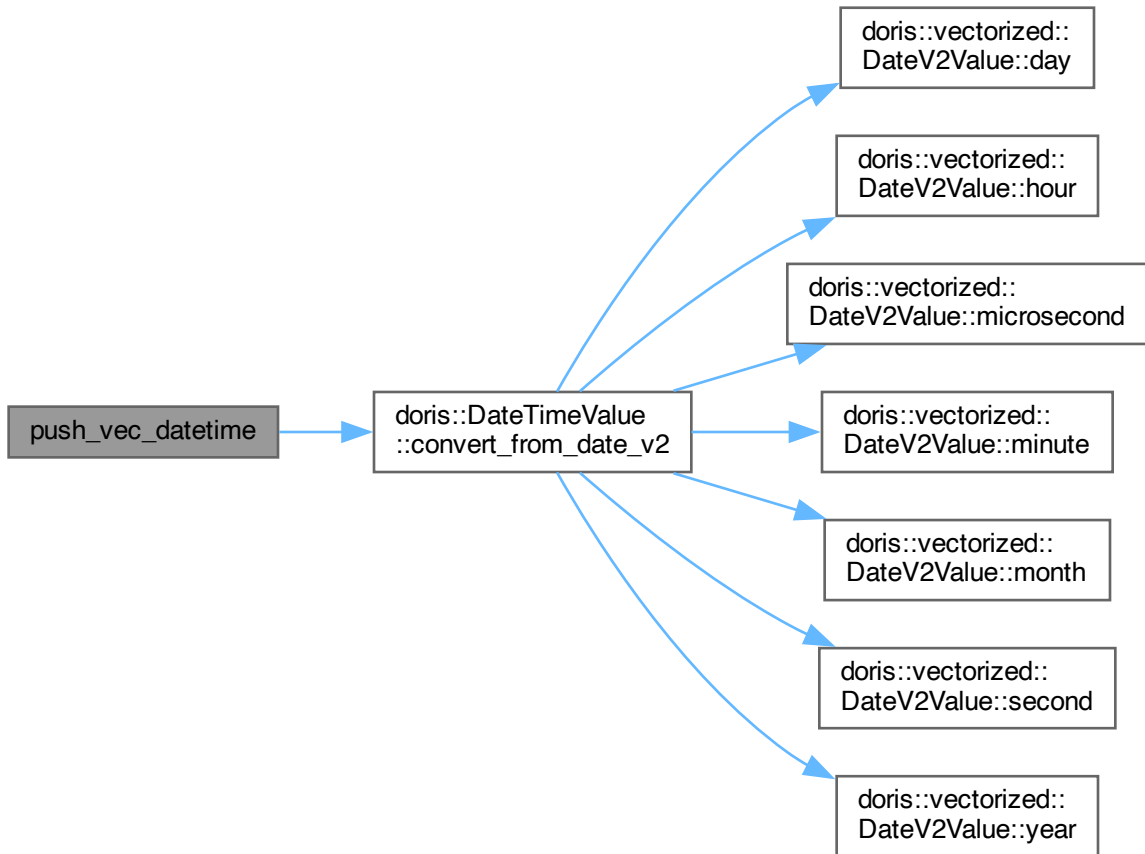 push_vec_datetime
doris::DateTimeValue
::convert_from_date_v2
doris::vectorized::
DateV2Value::day
doris::vectorized::
DateV2Value::hour
doris::vectorized::
DateV2Value::microsecond
doris::vectorized::
DateV2Value::minute
doris::vectorized::
DateV2Value::month
doris::vectorized::
DateV2Value::second
doris::vectorized::
DateV2Value::year